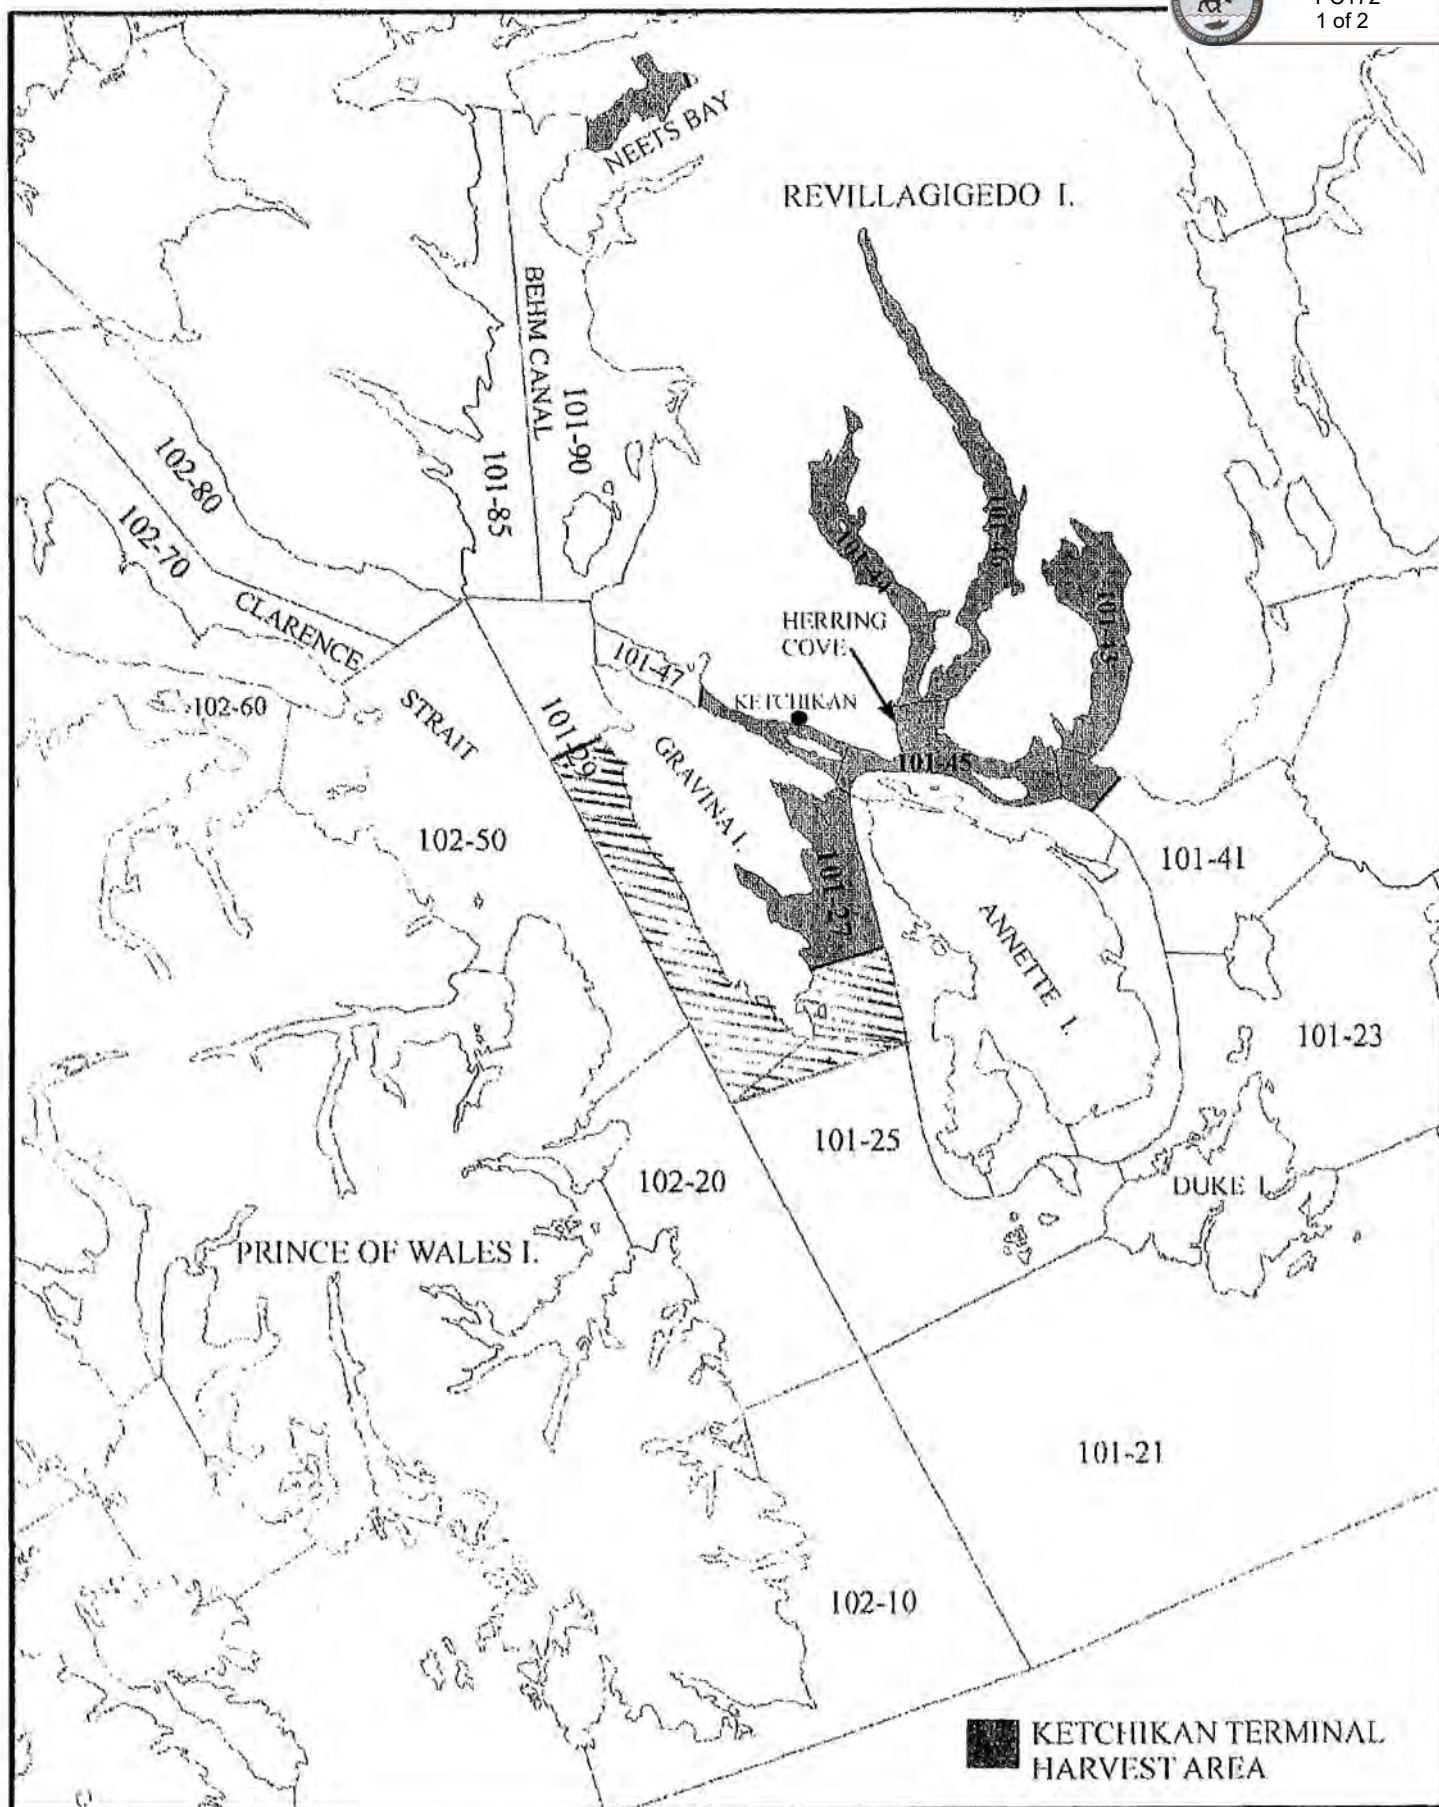 1 of 2
NEETS BAY
REVILLAGIGEDO I.
BEHM CANAL
101-90
101-85
102-80
102-70
CLARENCE
STRAIT
102-60
101-47
HERRING
COVE
KETCHIKAN
101-29
GRAVINA I.
101-45
102-50
101-27
101-41
ANNETTE I.
101-23
101-25
102-20
DUKE I.
PRINCE OF WALES I.
101-21
102-10
KETCHIKAN TERMINAL
HARVEST AREA